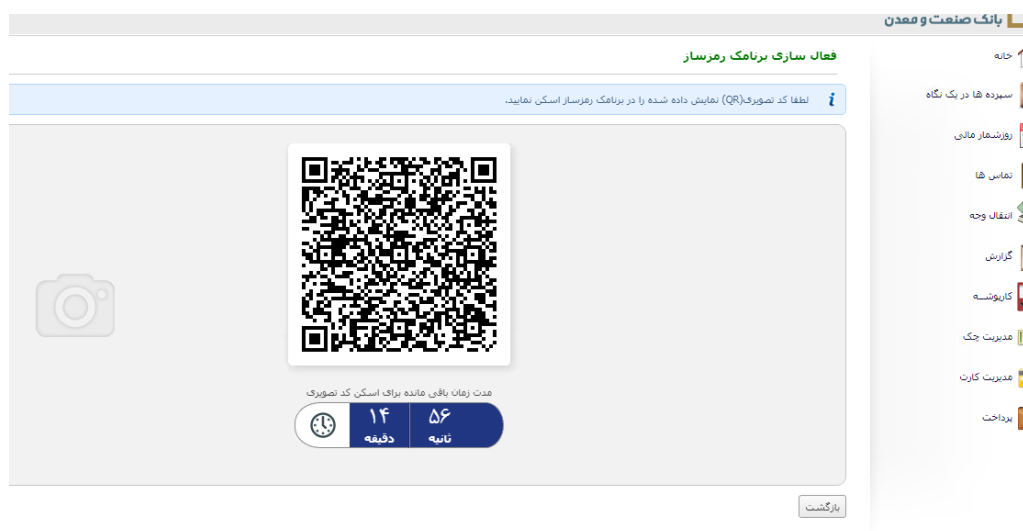 بانک صنعت و معدن
خانه
سپرده ها در یک نگاه
روزشمار مالی
تماس ها
انتقال وجه
گزارش
کارپوشـــه
مدیریت چک
مدیریت کارت
پرداخت
فعال سازی برنامک رمزساز
لطفا کد تصویری(QR) نمایش داده شده را در برنامک رمزساز اسکن نمایید.
مدت زمان باقی مانده برای اسکن کد تصویری
۵۶ ۱۴
ثانیه دقیقه
بازگشت